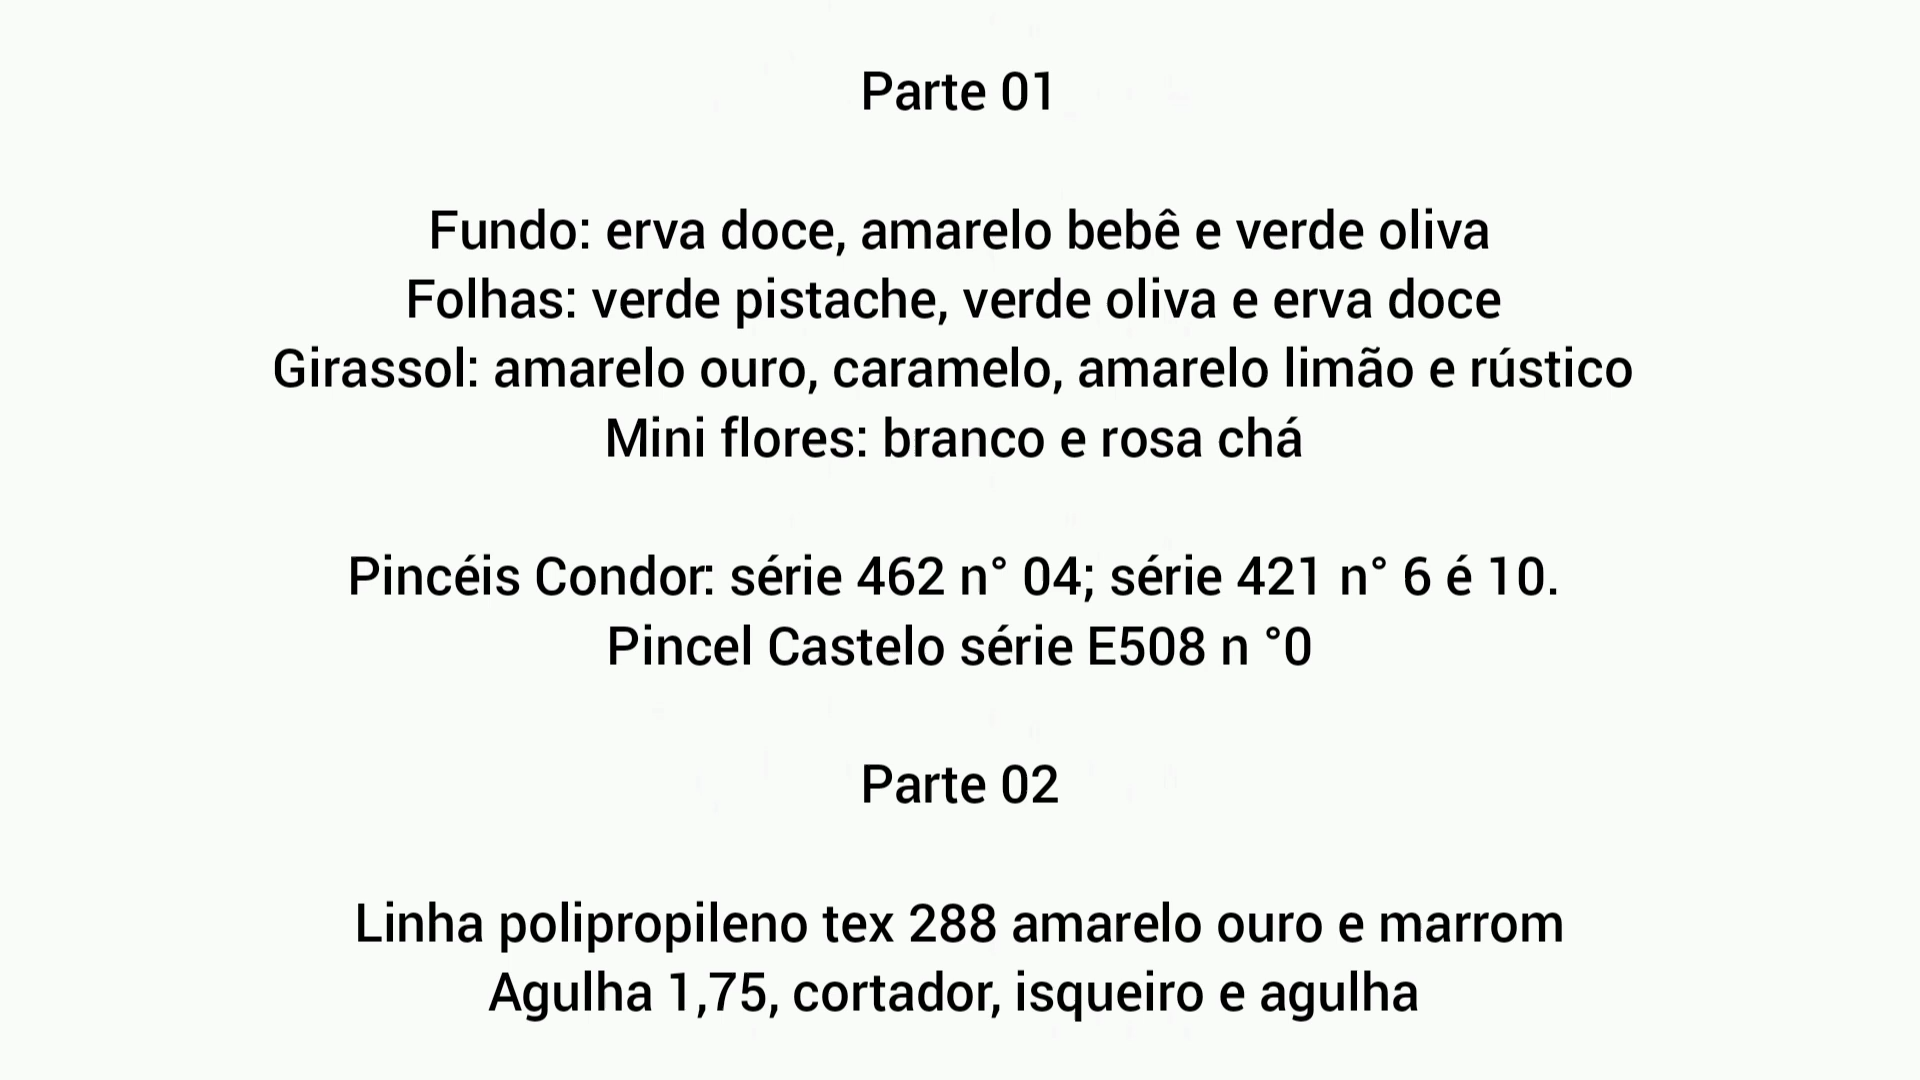 Parte 01
Fundo: erva doce, amarelo bebê e verde oliva
Folhas: verde pistache, verde oliva e erva doce
Girassol: amarelo ouro, caramelo, amarelo limão e rústico
Mini flores: branco e rosa chá
Pincéis Condor: série 462 n° 04; série 421 n° 6 é 10.
Pincel Castelo série E508 n °0
Parte 02
Linha polipropileno tex 288 amarelo ouro e marrom
Agulha 1,75, cortador, isqueiro e agulha